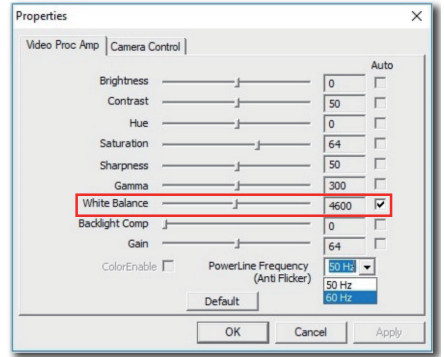 Properties
Video Proc Amp Camera Control
Auto
Brightness 0
Contrast 50
Hue 0
Saturation 64
Sharpness 50
Gamma 300
White Balance 4600
Backlight Comp 0
Gain 64
ColorEnable PowerLine Frequency 50 Hz
(Anti Flicker)
50 Hz
60 Hz
Default
OK Cancel Apply